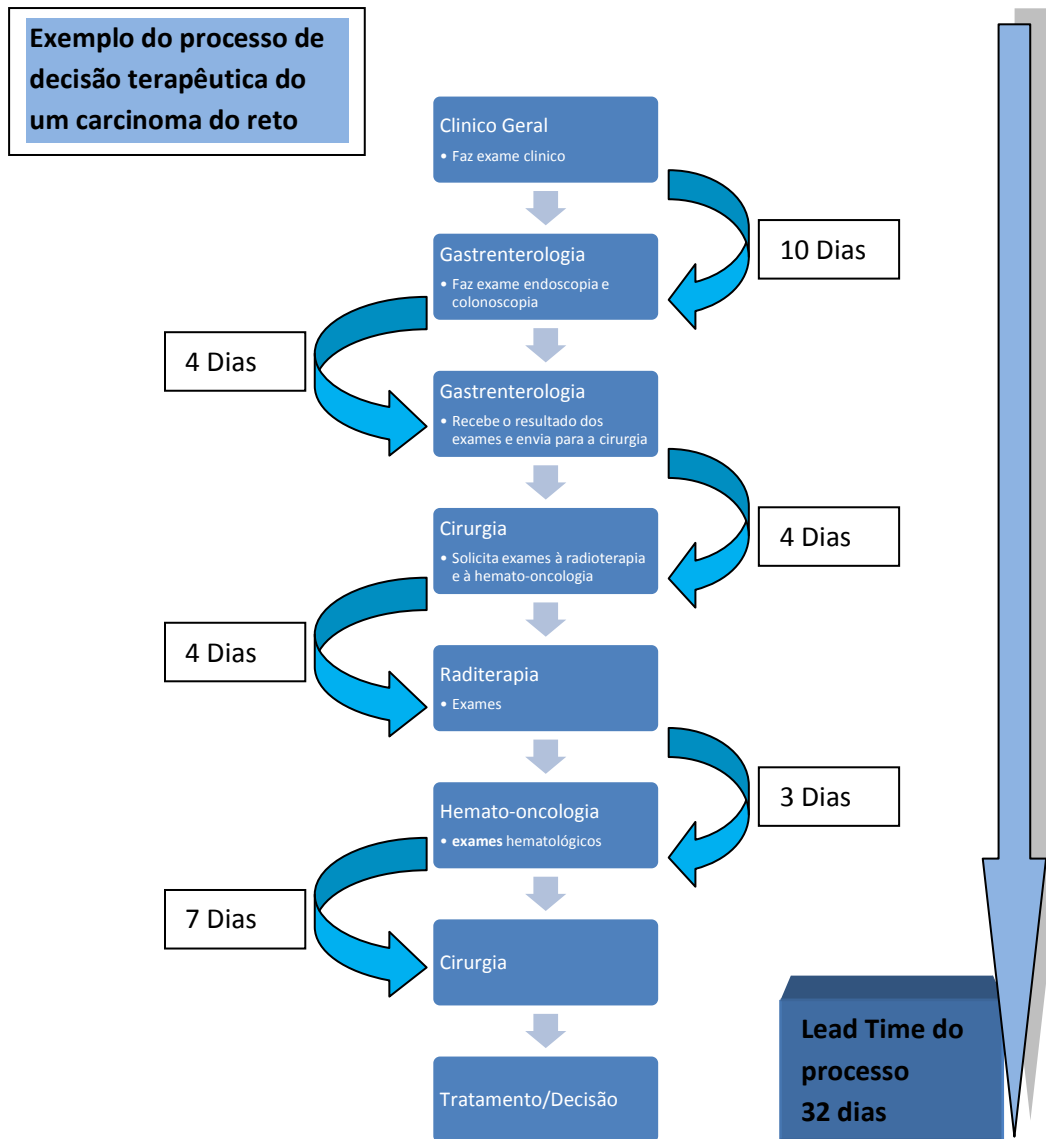 Exemplo do processo de
decisão terapêutica do
um carcinoma do reto
Clinico Geral
• Faz exame clinico
10 Dias
Gastrenterologia
• Faz exame endoscopia e
colonoscopia
4 Dias
Gastrenterologia
• Recebe o resultado dos
exames e envia para a cirurgia
4 Dias
Cirurgia
• Solicita exames à radioterapia
e à hemato-oncologia
4 Dias
Raditerapia
• Exames
3 Dias
Hemato-oncologia
• exames hematológicos
7 Dias
Cirurgia
Tratamento/Decisão
Lead Time do
processo
32 dias